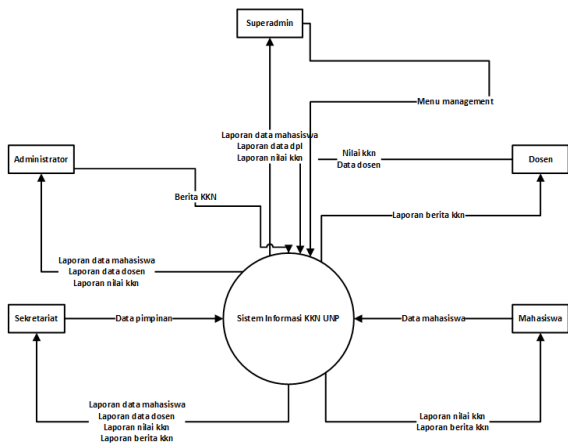 Superadmin
Menu management
Laporan data mahasiswa
Laporan data dpl
Laporan nilai kkn
Nilai kkn
Data dosen
Dosen
Administrator
Berita KKN
Laporan berita kkn
Laporan data mahasiswa
Laporan data dosen
Laporan nilai kkn
Sekretariat
Data pimpinan
Sistem Informasi KKN UNP
Data mahasiswa
Mahasiswa
Laporan data mahasiswa
Laporan data dosen
Laporan nilai kkn
Laporan berita kkn
Laporan nilai kkn
Laporan berita kkn